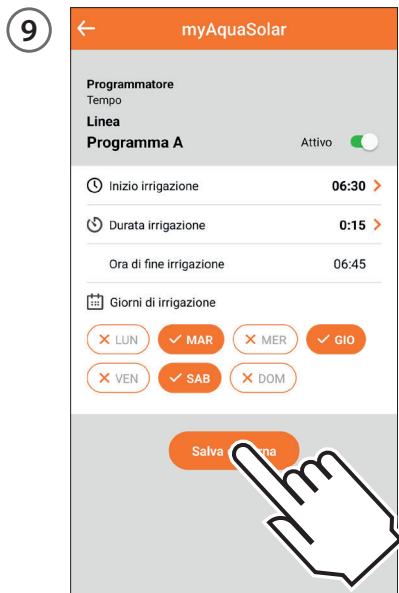 9
myAquaSolar
Programmatore
Tempo
Linea
Programma A Attivo
Inizio irrigazione 06:30
Durata irrigazione 0:15
Ora di fine irrigazione 06:45
Giorni di irrigazione
LUN MAR MER GIO
VEN SAB DOM
Salva